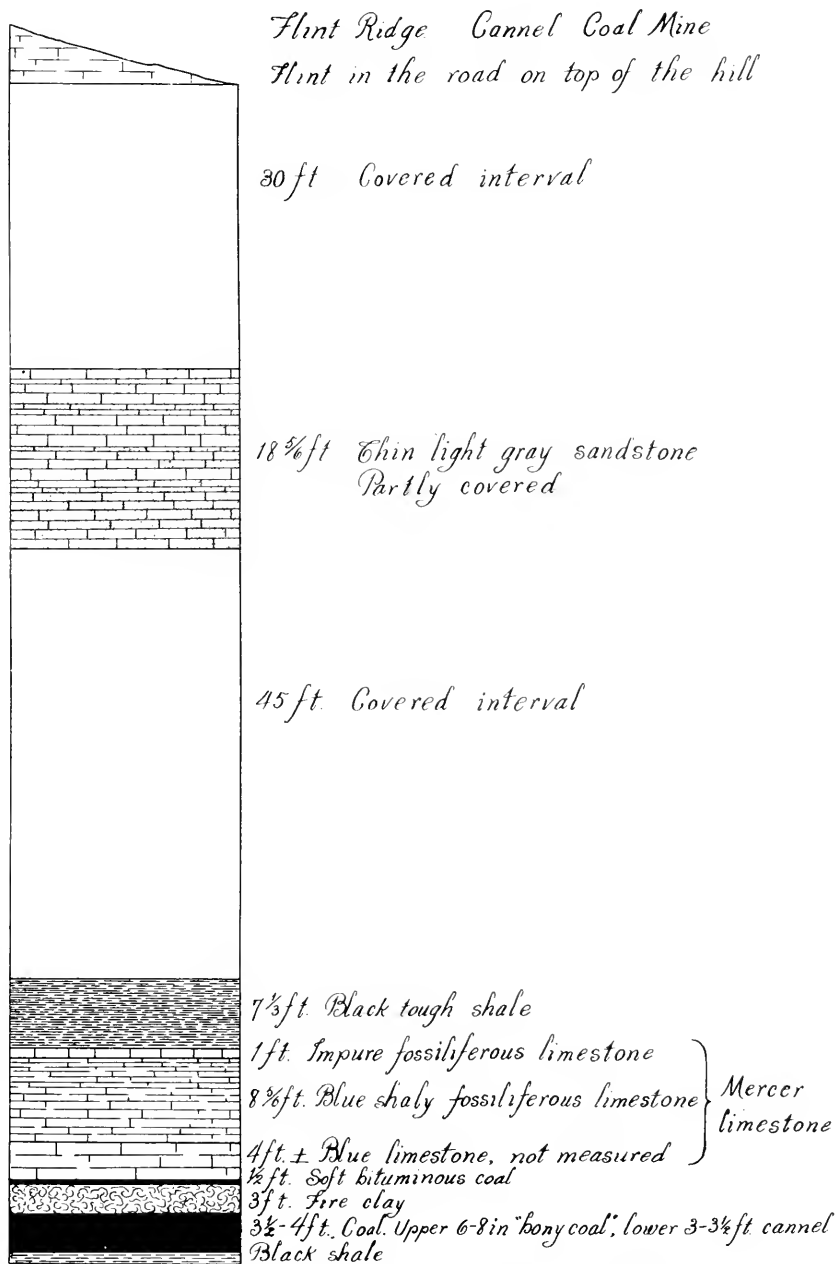 Flint Ridge Cannel Coal Mine
Flint in the road on top of the hill
30 ft Covered interval
18 5/6 ft Thin light gray sandstone
Partly covered
45 ft. Covered interval
7 1/3 ft. Black tough shale
1 ft. Impure fossiliferous limestone
8 5/6 ft. Blue shaly fossiliferous limestone
4 ft. ± Blue limestone, not measured
Mercer
limestone
1/2 ft. Soft bituminous coal
3 ft. Fire clay
3 1/2-4 ft. Coal. Upper 6-8 in "bony coal", lower 3-3 1/2 ft cannel
Black shale